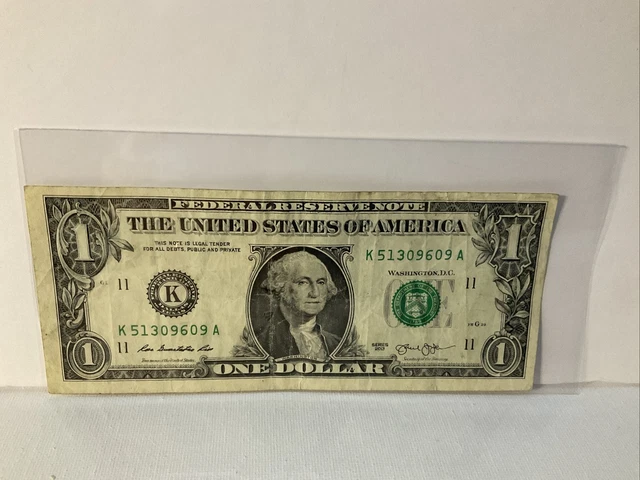 FEDERAL RESERVE NOTE
THE UNITED STATES OF AMERICA
1
1
THIS NOTE IS LEGAL TENDER
FOR ALL DEBTS, PUBLIC AND PRIVATE
K 51309609 A
WASHINGTON, D.C.
11
K
ONE
11
K 51309609 A
11
SERIES
2013
11
1
1
ONE DOLLAR